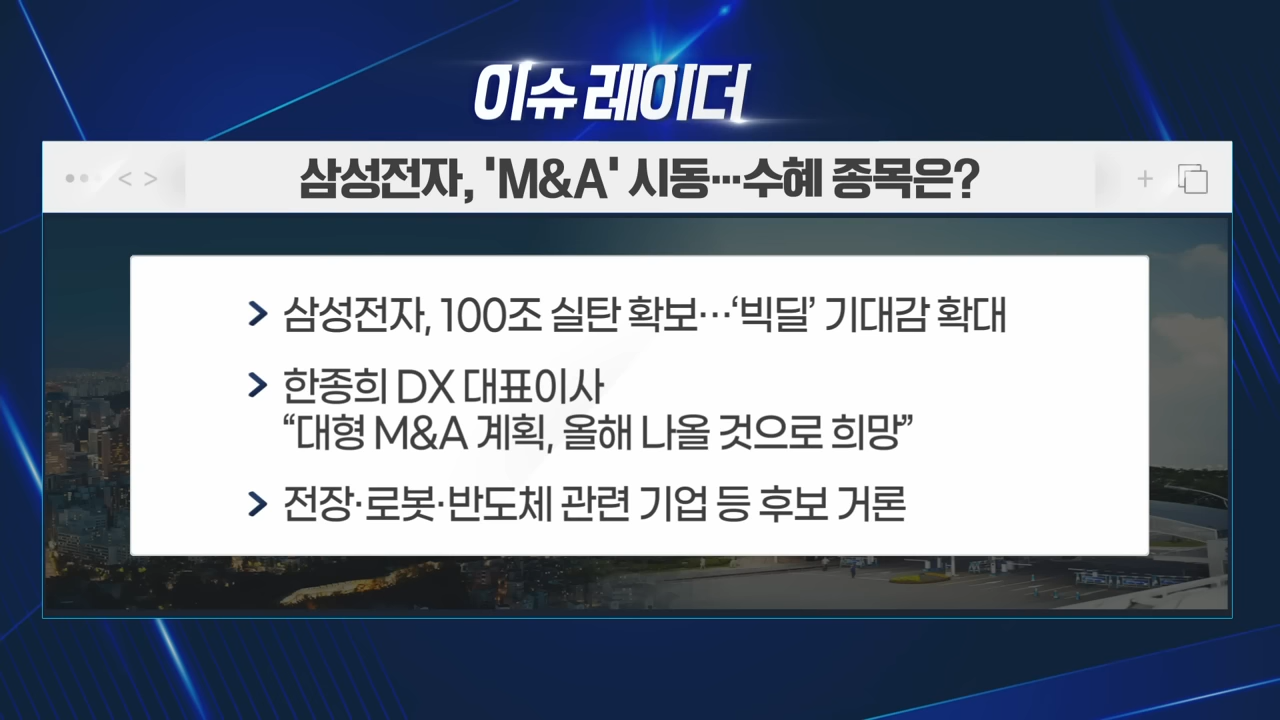 이슈 레이더
삼성전자, 'M&A' 시동…수혜 종목은?
삼성전자, 100조 실탄 확보…‘빅딜’ 기대감 확대
한종희 DX 대표이사
“대형 M&A 계획, 올해 나올 것으로 희망”
전장·로봇·반도체 관련 기업 등 후보 거론